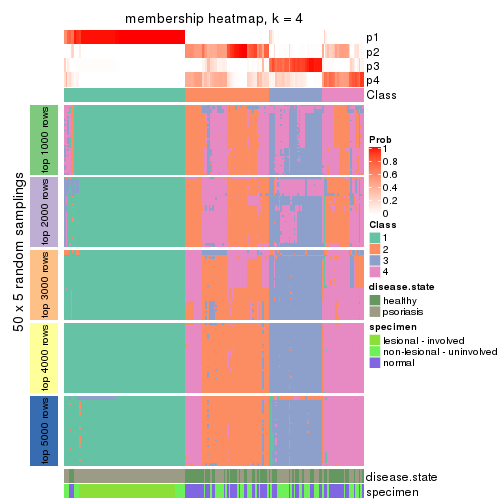 membership heatmap, k = 4
p1
p2
p3
p4
Class
50 x 5 random samplings
top 1000 rows
top 2000 rows
top 3000 rows
top 4000 rows
top 5000 rows
Prob
1
0.8
0.6
0.4
0.2
0
Class
1
2
3
4
disease.state
healthy
psoriasis
specimen
lesional - involved
non-lesional - uninvolved
normal
disease.state
specimen